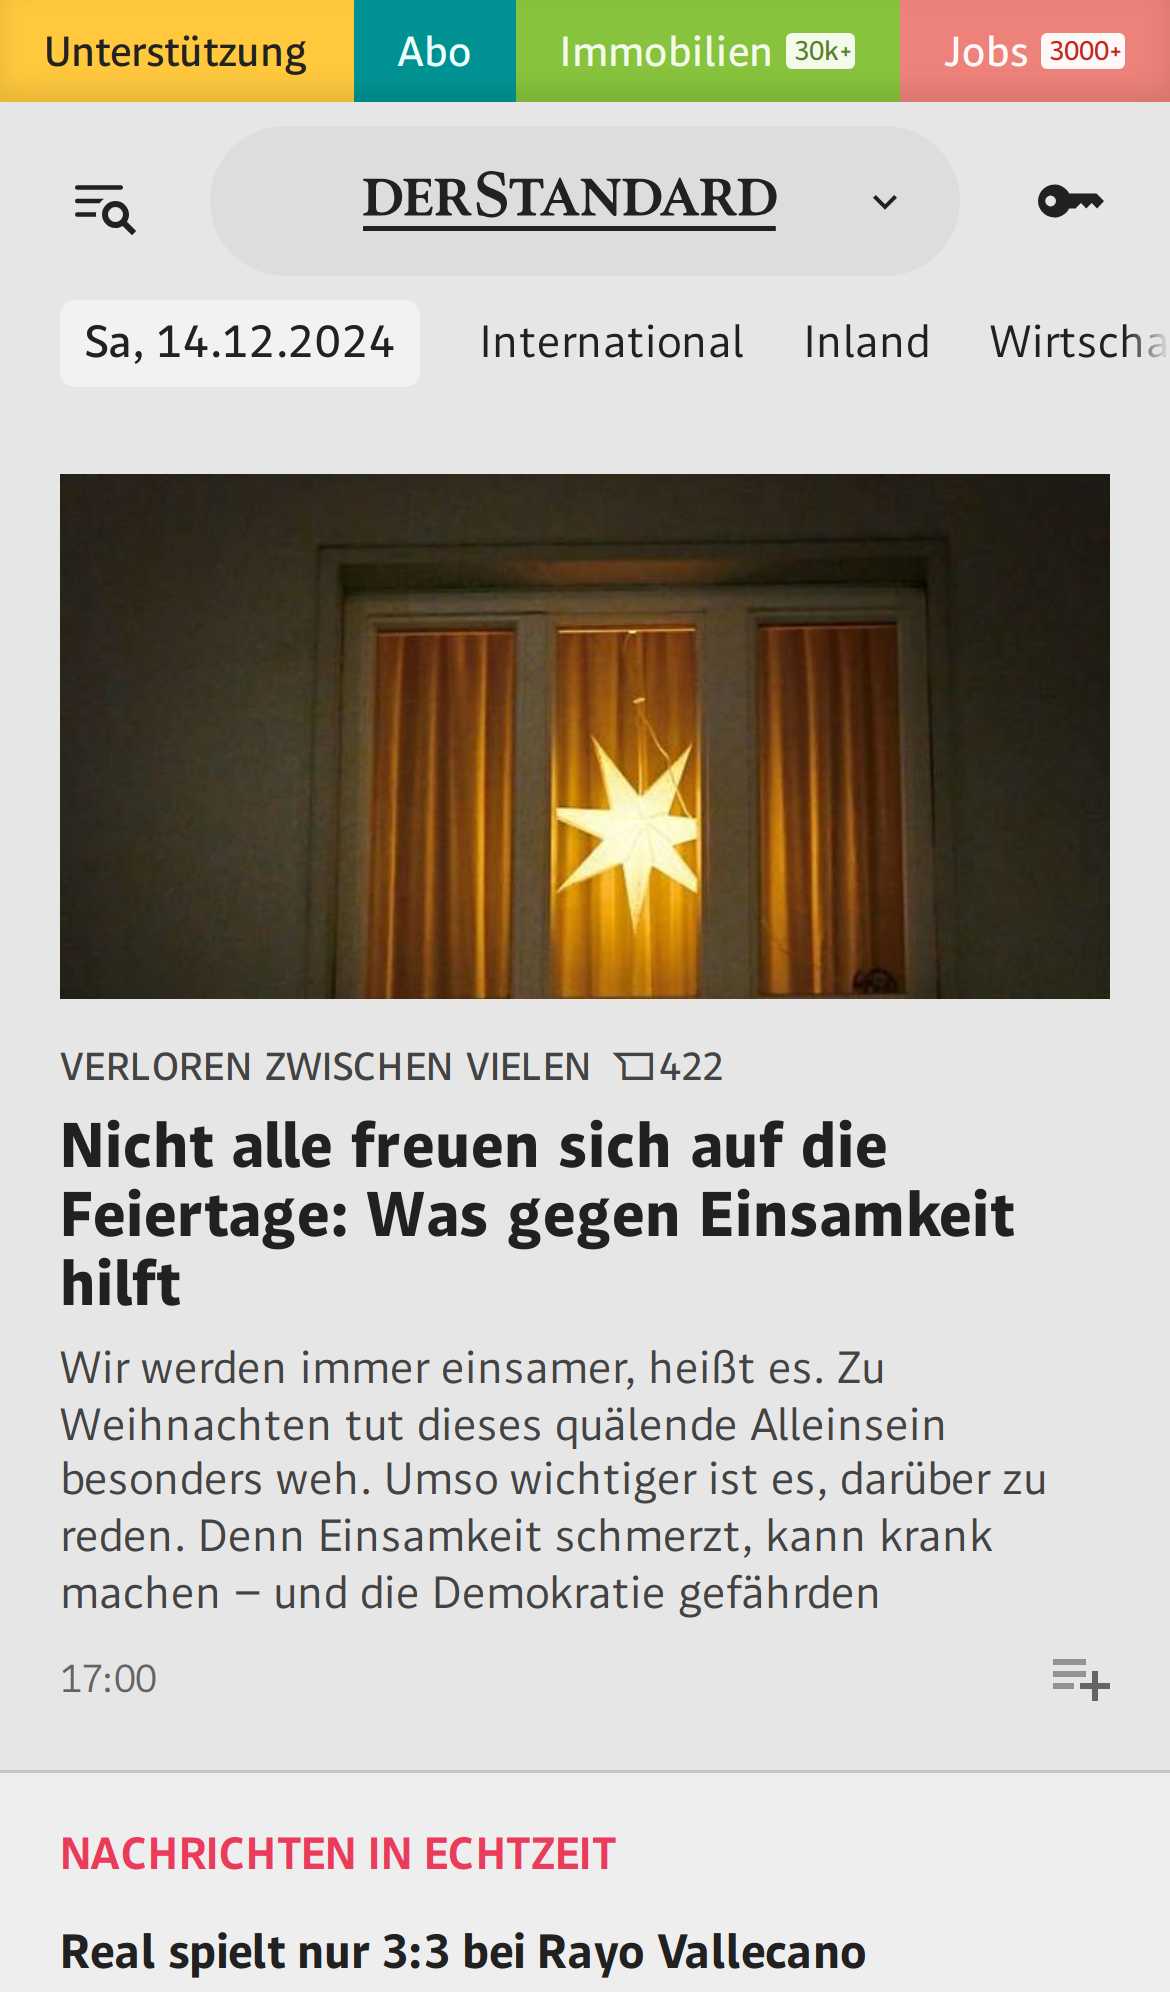 Unterstützung Abo Immobilien 30k+ Jobs 3000+
DERSTANDARD
Sa, 14.12.2024 International Inland Wirtscha
VERLOREN ZWISCHEN VIELEN 422
Nicht alle freuen sich auf die
Feiertage: Was gegen Einsamkeit
hilft
Wir werden immer einsamer, heißt es. Zu
Weihnachten tut dieses quälende Alleinsein
besonders weh. Umso wichtiger ist es, darüber zu
reden. Denn Einsamkeit schmerzt, kann krank
machen – und die Demokratie gefährden
17:00
NACHRICHTEN IN ECHTZEIT
Real spielt nur 3:3 bei Rayo Vallecano